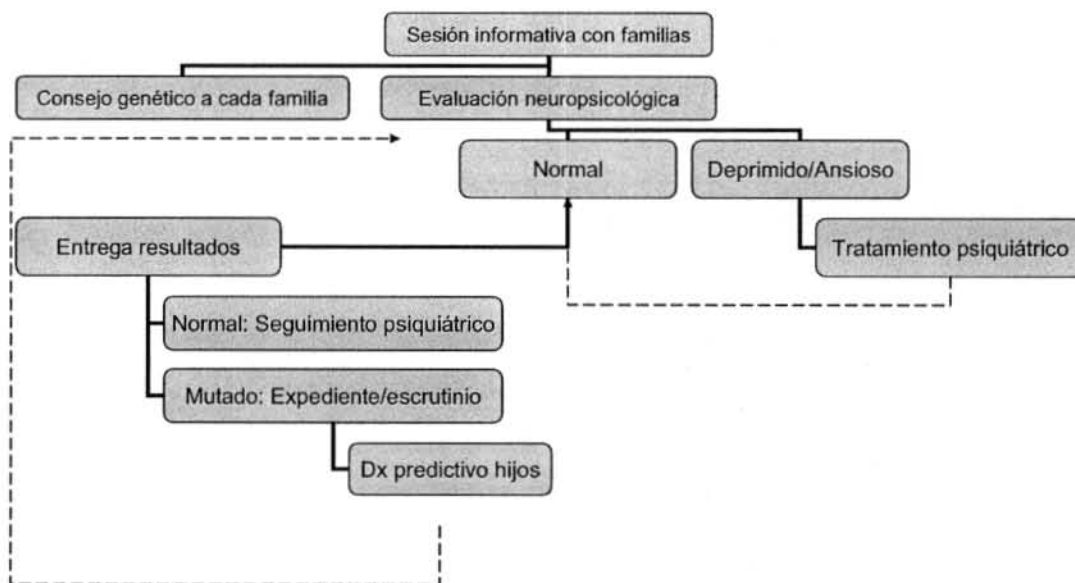 Sesión informativa con familias
Consejo genético a cada familia
Evaluación neuropsicológica
Normal
Deprimido/Ansioso
Entrega resultados
Tratamiento psiquiátrico
Normal: Seguimiento psiquiátrico
Mutado: Expediente/escrutinio
Dx predictivo hijos